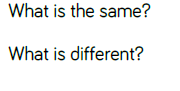 What is the same?
What is different?